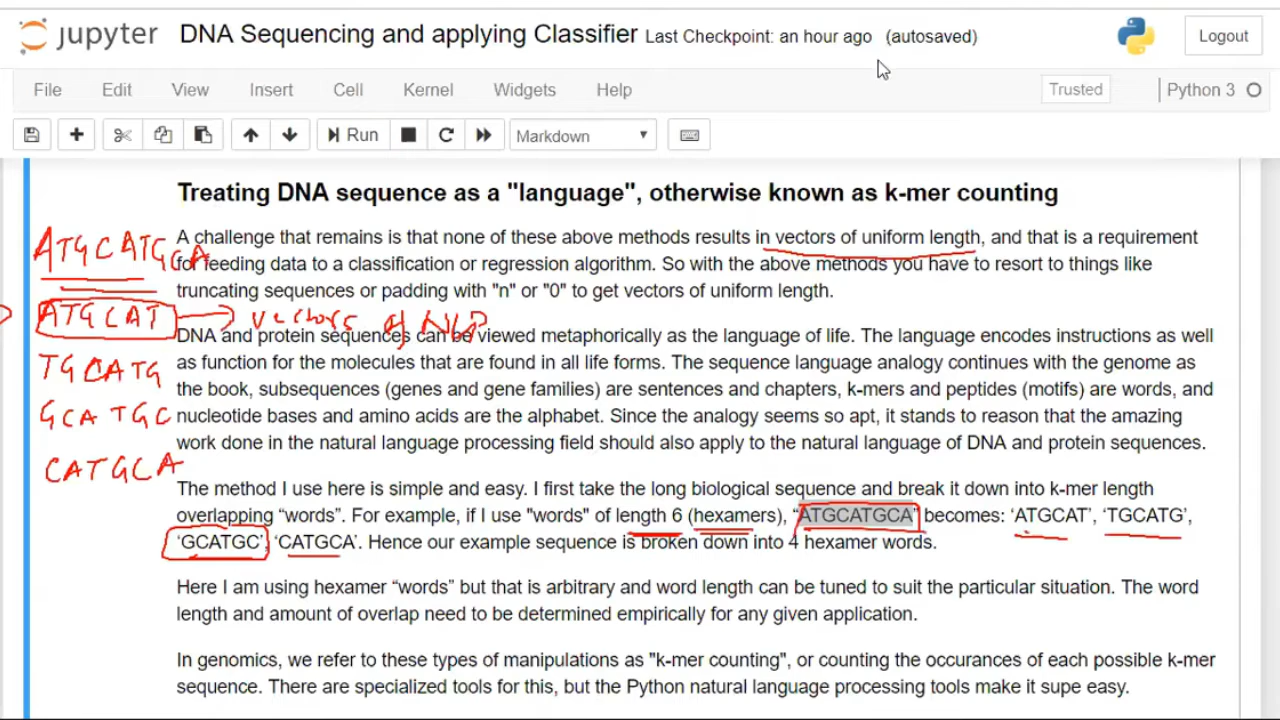 jupyter DNA Sequencing and applying Classifier Last Checkpoint: an hour ago (autosaved) Logout
File Edit View Insert Cell Kernel Widgets Help Trusted Python 3
Run Markdown
Treating DNA sequence as a "language", otherwise known as k-mer counting
A challenge that remains is that none of these above methods results in vectors of uniform length, and that is a requirement
for feeding data to a classification or regression algorithm. So with the above methods you have to resort to things like
truncating sequences or padding with "n" or "0" to get vectors of uniform length.
DNA and protein sequences can be viewed metaphorically as the language of life. The language encodes instructions as well
as function for the molecules that are found in all life forms. The sequence language analogy continues with the genome as
the book, subsequences (genes and gene families) are sentences and chapters, k-mers and peptides (motifs) are words, and
nucleotide bases and amino acids are the alphabet. Since the analogy seems so apt, it stands to reason that the amazing
work done in the natural language processing field should also apply to the natural language of DNA and protein sequences.
The method I use here is simple and easy. I first take the long biological sequence and break it down into k-mer length
overlapping “words”. For example, if I use "words" of length 6 (hexamers), “ATGCATGCA” becomes: ‘ATGCAT’, ‘TGCATG’,
‘GCATGC’, ‘CATGCA’. Hence our example sequence is broken down into 4 hexamer words.
Here I am using hexamer “words” but that is arbitrary and word length can be tuned to suit the particular situation. The word
length and amount of overlap need to be determined empirically for any given application.
In genomics, we refer to these types of manipulations as "k-mer counting", or counting the occurances of each possible k-mer
sequence. There are specialized tools for this, but the Python natural language processing tools make it supe easy.
ATGCATGCA
ATGCAT → vectors of NLP
TGCATG
GCATGC
CATGCA